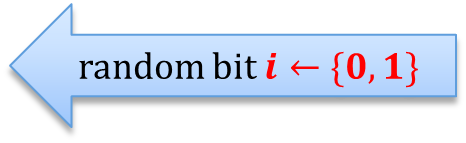 random bit i ← {0, 1}